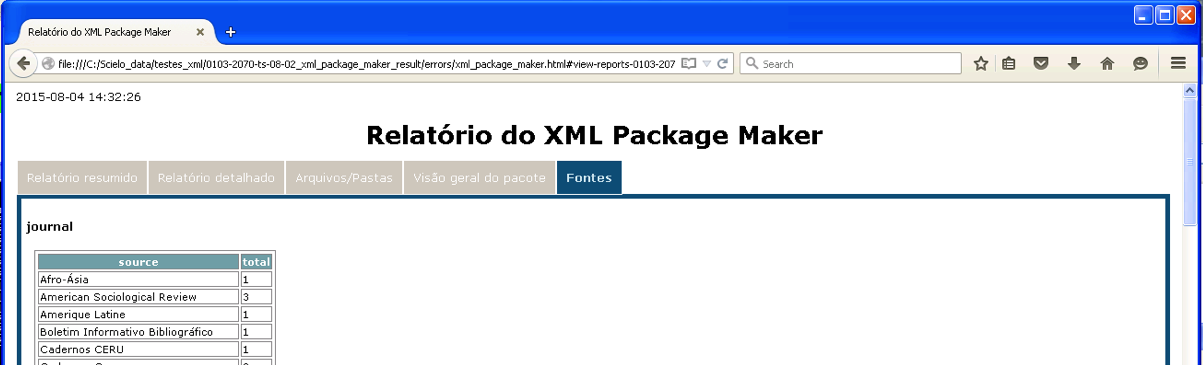 Relatório do XML Package Maker
file:///C:/Scielo_data/testes_xml/0103-2070-ts-08-02_xml_package_maker_result/errors/xml_package_maker.html#view-reports-0103-207
Search
2015-08-04 14:32:26
Relatório do XML Package Maker
Relatório resumido Relatório detalhado Arquivos/Pastas Visão geral do pacote Fontes
journal
source total
Afro-Ásia 1
American Sociological Review 3
Amerique Latine 1
Boletim Informativo Bibliográfico 1
Cadernos CERU 1